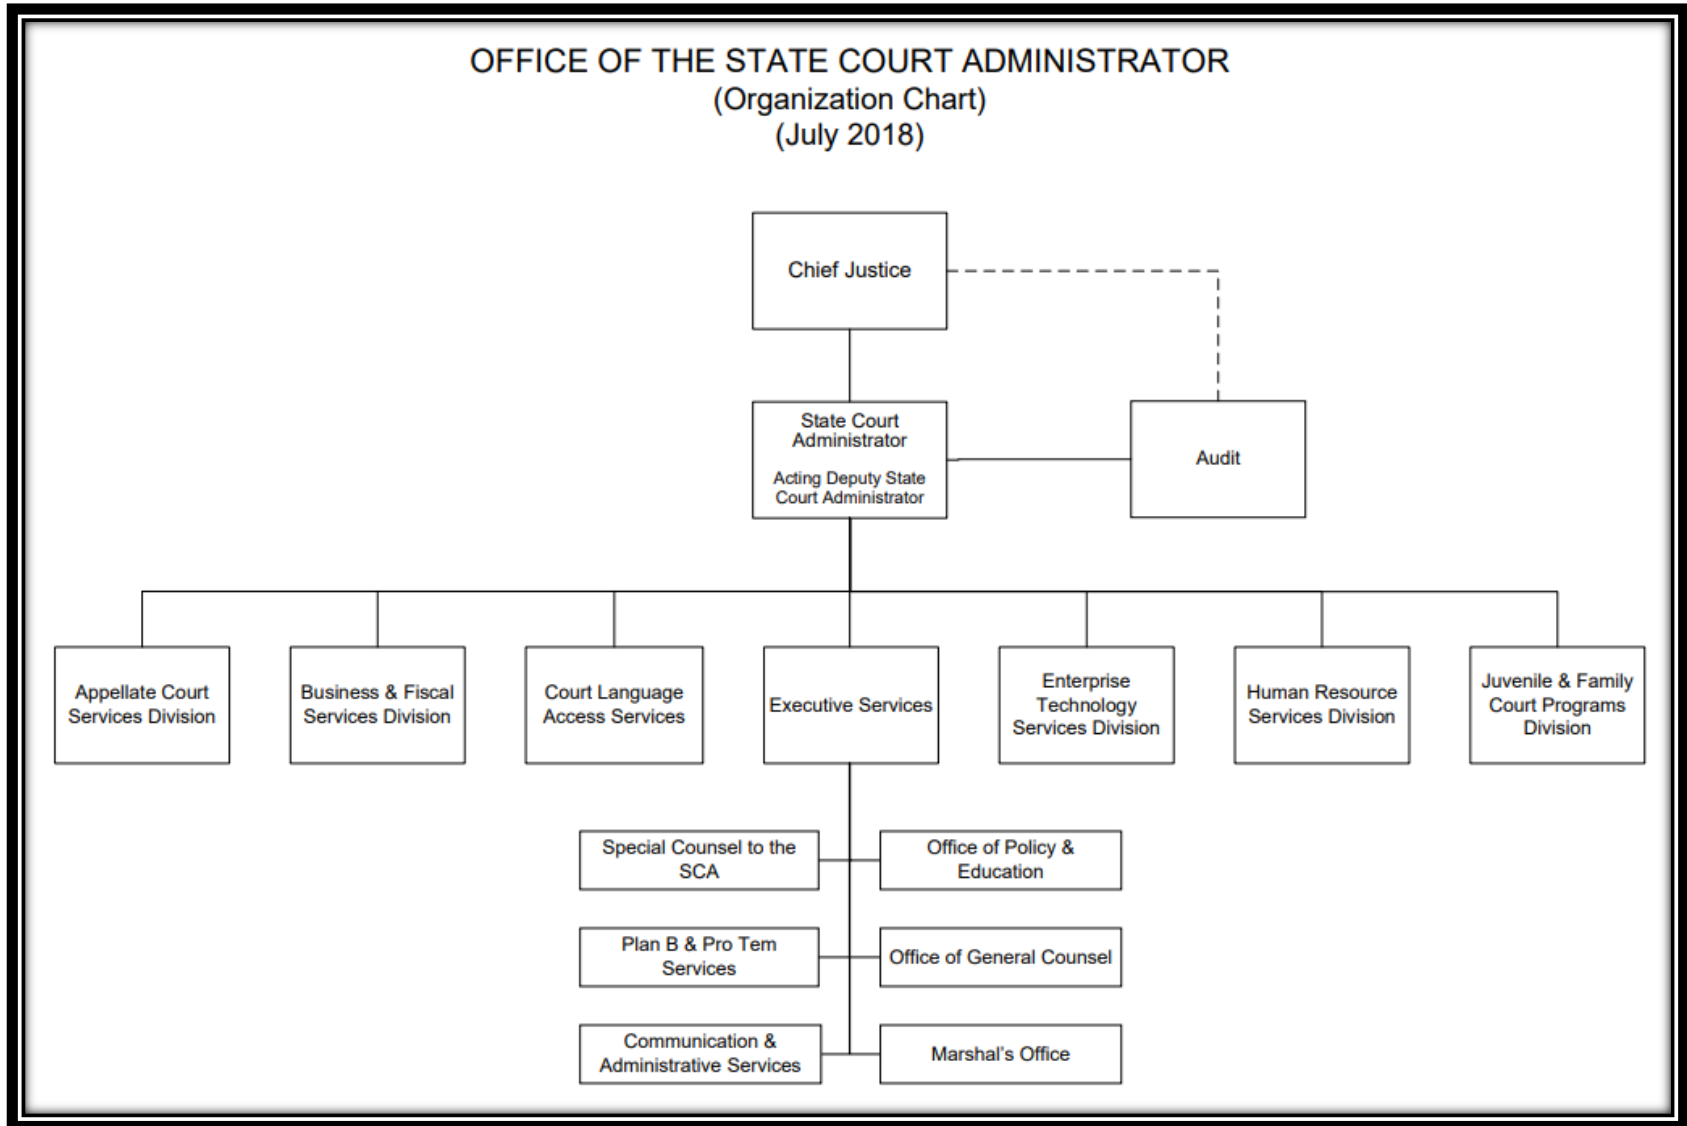 OFFICE OF THE STATE COURT ADMINISTRATOR
(Organization Chart)
(July 2018)
Chief Justice
State Court
Administrator
Acting Deputy State
Court Administrator
Audit
Appellate Court
Services Division
Business & Fiscal
Services Division
Court Language
Access Services
Executive Services
Enterprise
Technology
Services Division
Human Resource
Services Division
Juvenile & Family
Court Programs
Division
Special Counsel to the
SCA
Office of Policy &
Education
Plan B & Pro Tem
Services
Office of General Counsel
Communication &
Administrative Services
Marshal's Office